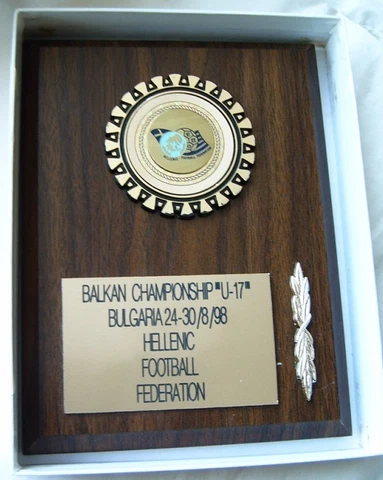 BALKAN CHAMPIONSHIP "U-17"
BULGARIA 24-30/8/98
HELLENIC
FOOTBALL
FEDERATION